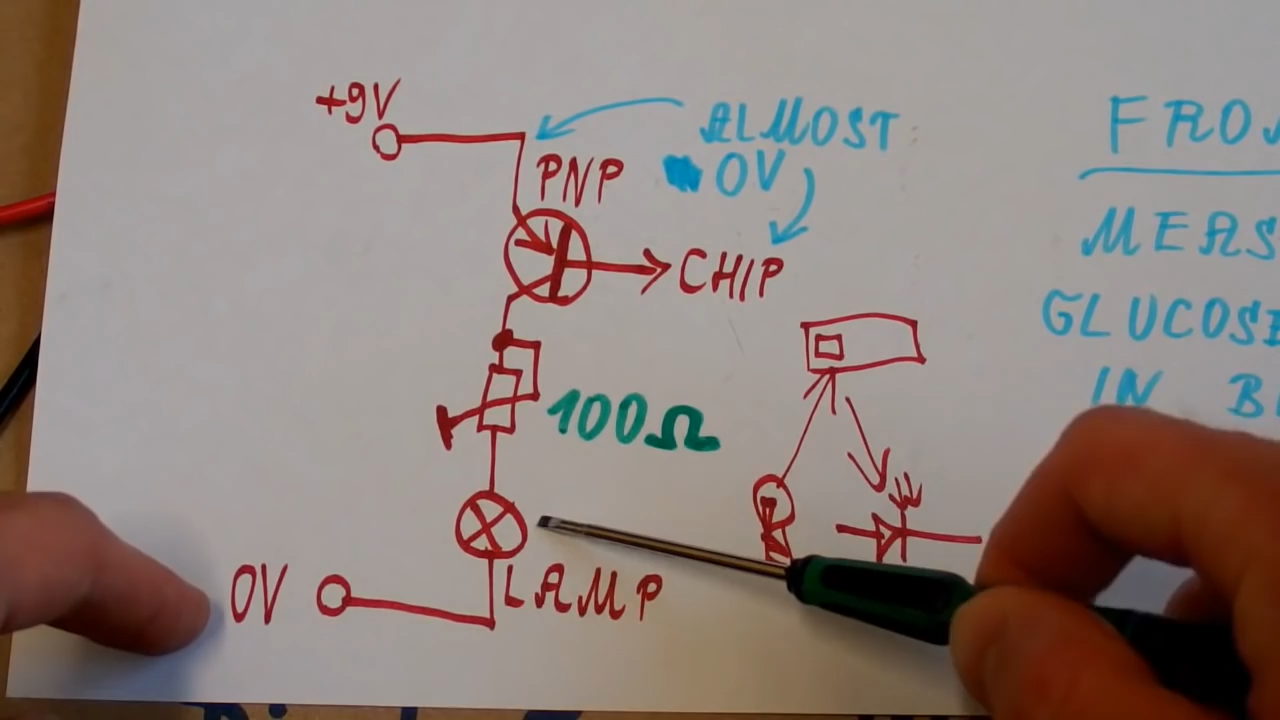 +9V
ALMOST
0V
PNP
CHIP
100Ω
LAMP
0V
FRO
MEAS
GLUCOSE
IN B